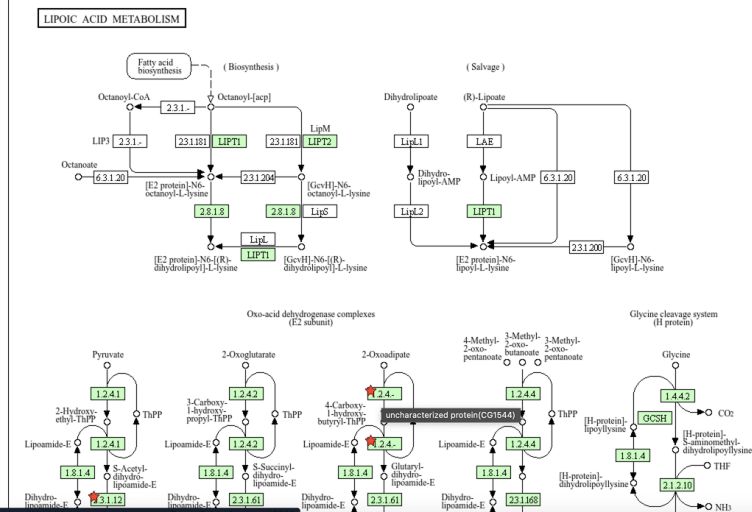 LIPOIC ACID METABOLISM
Fatty acid
biosynthesis
( Biosynthesis )
( Salvage )
Octanoyl-CoA
2.3.1.-
Octanoyl-[acp]
Dihydrolipoate
(R)-Lipoate
LIP3
2.3.1.-
2.3.1.181
LIPT1
2.3.1.181
LipM
LIPT2
LipL1
LAE
Octanoate
6.3.1.20
2.3.1.204
[E2 protein]-N6-
octanoyl-L-lysine
[GcvH]-N6-
octanoyl-L-lysine
Dihydro-
lipoyl-AMP
Lipoyl-AMP
6.3.1.20
6.3.1.20
2.8.1.8
2.8.1.8
LipS
LipL2
LIPT1
LipL
LIPT1
2.3.1.200
[E2 protein]-N6-[(R)-
dihydrolipoyl]-L-lysine
[GcvH]-N6-[(R)-
dihydrolipoyl]-L-lysine
[E2 protein]-N6-
lipoyl-L-lysine
[GcvH]-N6-
lipoyl-L-lysine
Oxo-acid dehydrogenase complexes
(E2 subunit)
Glycine cleavage system
(H protein)
Pyruvate
2-Oxoglutarate
2-Oxoadipate
4-Methyl-
2-oxo-
pentanoate
3-Methyl-
2-oxo-
butanoate
3-Methyl-
2-oxo-
pentanoate
Glycine
1.2.4.1
1.2.4.2
1.2.4.-
1.2.4.4
1.4.4.2
2-Hydroxy-
ethyl-ThPP
ThPP
3-Carboxy-
1-hydroxy-
propyl-ThPP
ThPP
4-Carboxy-
1-hydroxy-
butyryl-ThPP
uncharacterized protein(CG1544)
ThPP
CO2
GCSH
[H-protein]-
lipoyllysine
[H-protein]-
S-aminomethyl-
dihydrolipoyllysine
Lipoamide-E
1.2.4.1
Lipoamide-E
1.2.4.2
Lipoamide-E
1.2.4.-
Lipoamide-E
1.2.4.4
1.8.1.4
1.8.1.4
S-Acetyl-
dihydro-
lipoamide-E
1.8.1.4
S-Succinyl-
dihydro-
lipoamide-E
1.8.1.4
Glutaryl-
dihydro-
lipoamide-E
1.8.1.4
THF
[H-protein]-
dihydrolipoyllysine
2.1.2.10
Dihydro-
lipoamide-E
2.3.1.12
Dihydro-
lipoamide-E
2.3.1.61
Dihydro-
lipoamide-E
2.3.1.61
Dihydro-
lipoamide-E
2.3.1.168
NH3